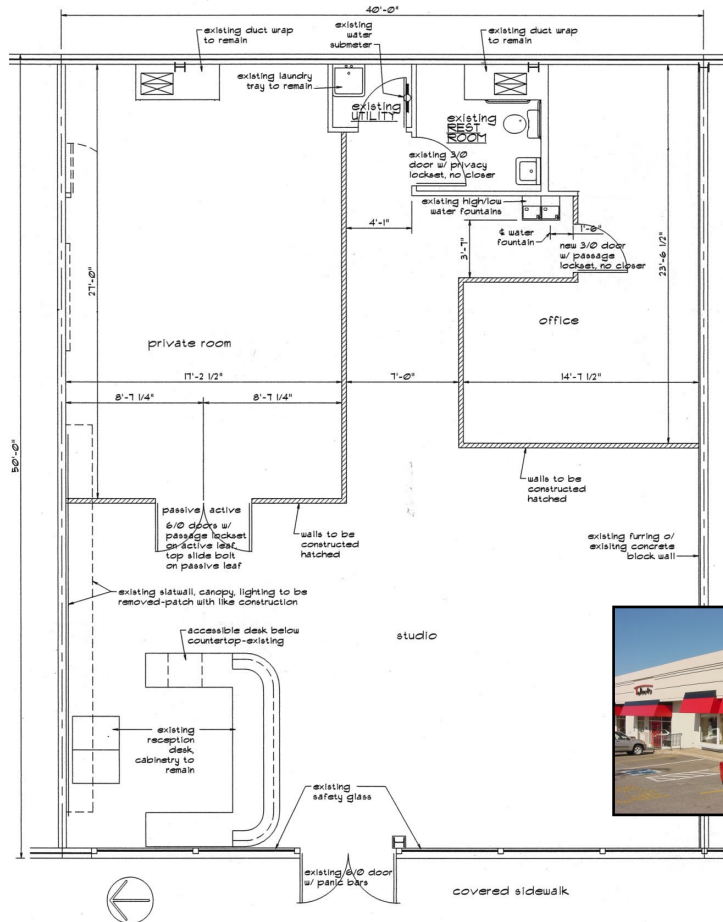 40'-0"
existing duct wrap
to remain
existing
water
submeter
existing duct wrap
to remain
existing laundry
tray to remain
existing
UTILITY
existing
REST
ROOM
existing 3/0
door w/ privacy
lockset, no closer
existing high/low
water fountains
4'-1"
3'-7"
℄ water
fountain
1'-6"
new 3/0 door
w/ passage
lockset, no closer
23'-6 1/2"
27'-0"
50'-0"
private room
office
17'-2 1/2"
7'-0"
14'-7 1/2"
8'-7 1/4"
8'-7 1/4"
passive active
6/0 doors w/
passage lockset
on active leaf,
top slide bolt
on passive leaf
walls to be
constructed
hatched
walls to be
constructed
hatched
existing furring o/
exisiting concrete
block wall
existing slatwall, canopy, lighting to be
removed-patch with like construction
accessible desk below
countertop-existing
studio
existing
reception
desk,
cabinetry to
remain
existing
safety glass
existing 6/0 door
w/ panic bars
covered sidewalk